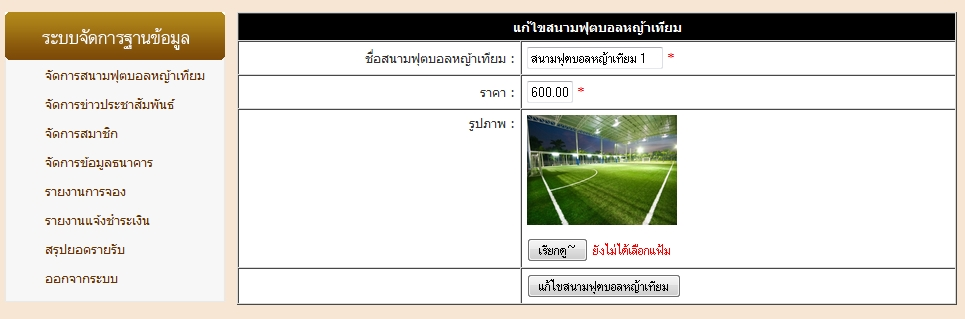 ระบบจัดการฐานข้อมูล
จัดการสนามฟุตบอลหญ้าเทียม
จัดการข่าวประชาสัมพันธ์
จัดการสมาชิก
จัดการข้อมูลธนาคาร
รายงานการจอง
รายงานแจ้งชำระเงิน
สรุปยอดรายรับ
ออกจากระบบ
แก้ไขสนามฟุตบอลหญ้าเทียม
ชื่อสนามฟุตบอลหญ้าเทียม : สนามฟุตบอลหญ้าเทียม 1 *
ราคา : 600.00 *
รูปภาพ :
เรียกดู~ ยังไม่ได้เลือกแฟ้ม
แก้ไขสนามฟุตบอลหญ้าเทียม